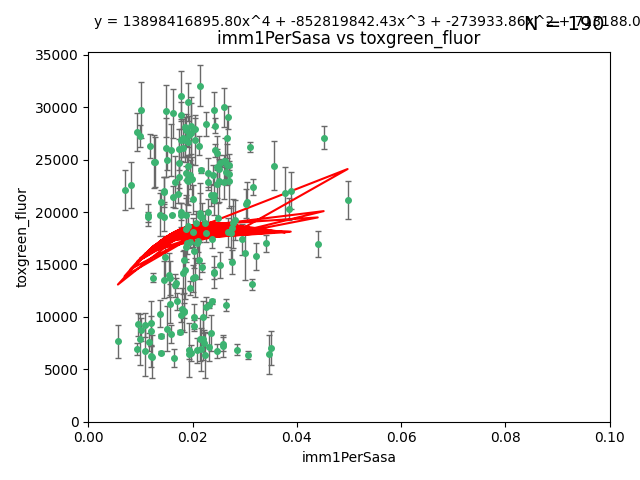 y = 13898416895.80x^4 + -852819842.43x^3 + -273933.86x^2 +
N = 190
imm1PerSasa vs toxgreen_fluor
35000
30000
25000
20000
15000
10000
5000
0
toxgreen_fluor
0.00 0.02 0.04 0.06 0.08 0.10
imm1PerSasa